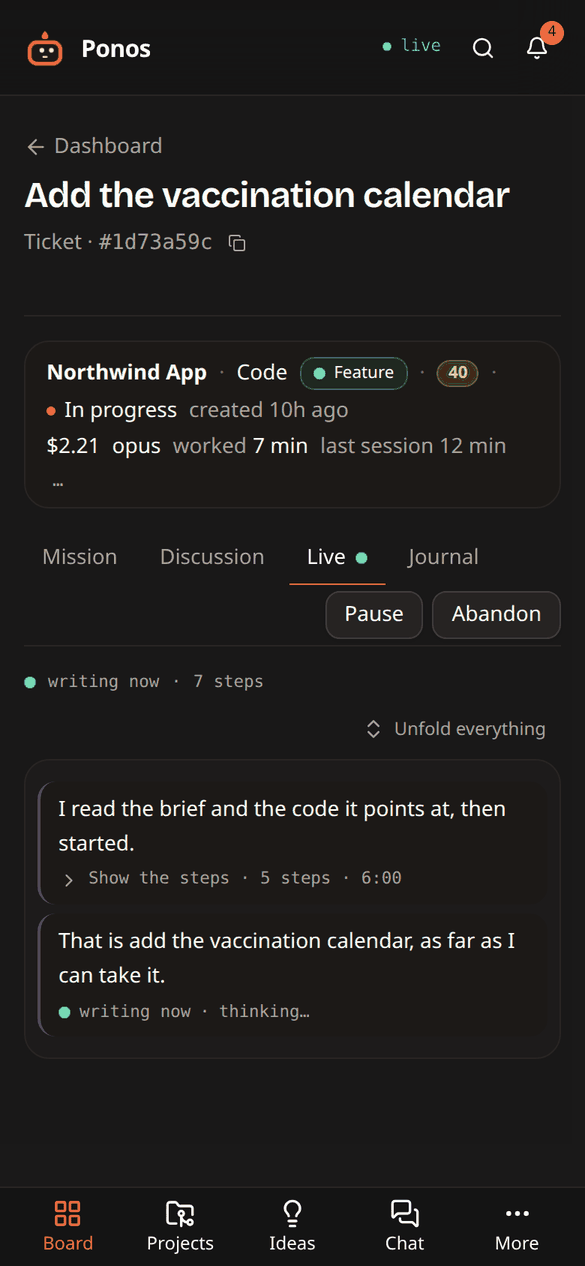 Ponos
live
4
Dashboard
Add the vaccination calendar
Ticket · #1d73a59c
Northwind App · Code Feature · 40 ·
In progress created 10h ago
$2.21 opus worked 7 min last session 12 min
…
Mission Discussion Live Journal
Pause Abandon
writing now · 7 steps
Unfold everything
I read the brief and the code it points at, then
started.
Show the steps · 5 steps · 6:00
That is add the vaccination calendar, as far as I
can take it.
writing now · thinking…
Board Projects Ideas Chat More